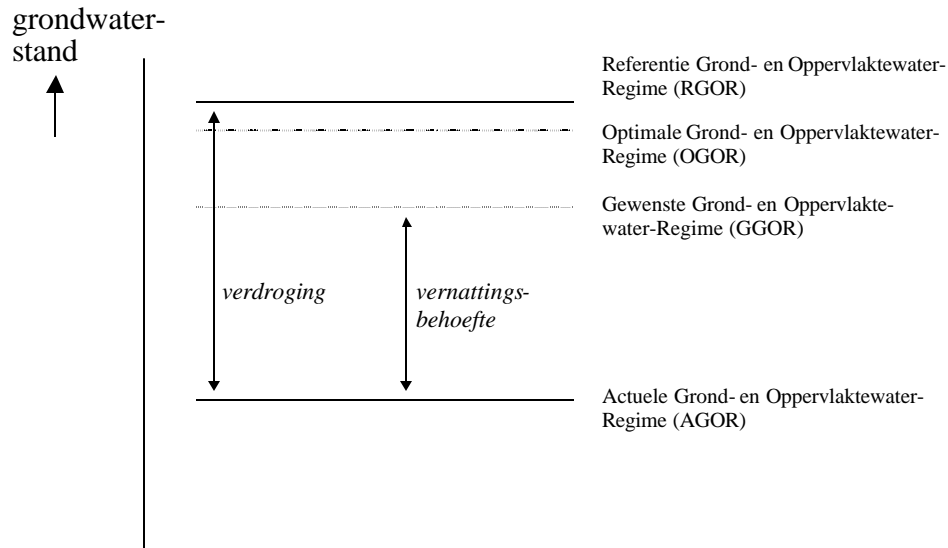 grondwater-
stand
Referentie Grond- en Oppervlaktewater-
Regime (RGOR)
Optimale Grond- en Oppervlaktewater-
Regime (OGOR)
Gewenste Grond- en Oppervlakte-
water-Regime (GGOR)
verdroging
vernattings-
behoefte
Actuele Grond- en Oppervlaktewater-
Regime (AGOR)